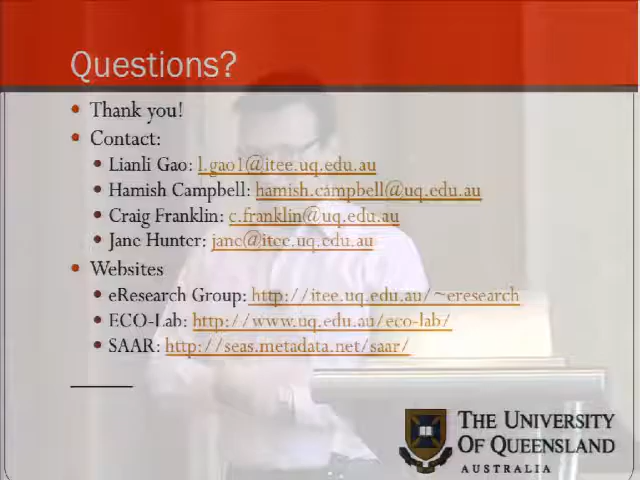 Questions?
Thank you!
Contact:
Lianli Gao: l.gao1@itee.uq.edu.au
Hamish Campbell: hamish.campbell@uq.edu.au
Craig Franklin: c.franklin@uq.edu.au
Jane Hunter: jane@itee.uq.edu.au
Websites
eResearch Group: http://itee.uq.edu.au/~eresearch
ECO-Lab: http://www.uq.edu.au/eco-lab/
SAAR: http://seas.metadata.net/saar/
THE UNIVERSITY
OF QUEENSLAND
AUSTRALIA